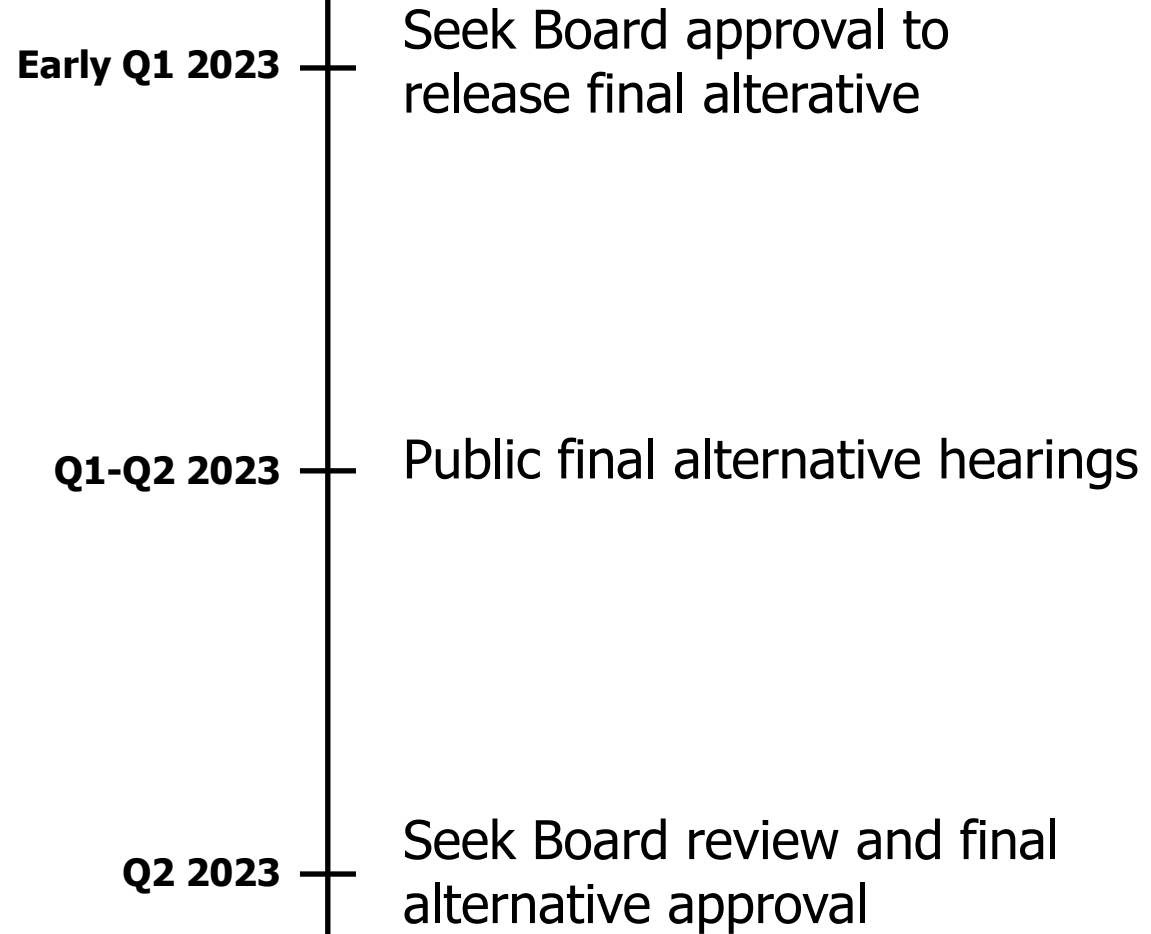 Early Q1 2023
Seek Board approval to
release final alterative
Q1-Q2 2023
Public final alternative hearings
Q2 2023
Seek Board review and final
alternative approval